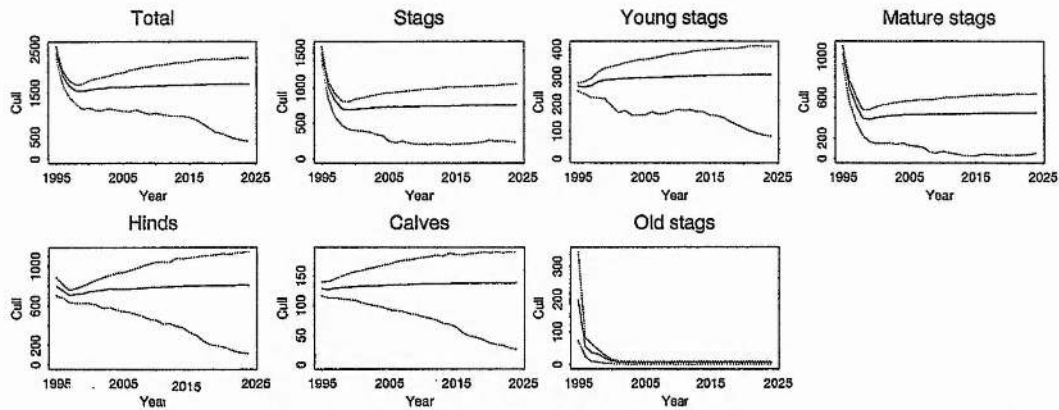 Total
Stags
Young stags
Mature stags
Cull
0 500 1500 2500
1995 2005 2015 2025
Year
Cull
0 500 1000 1500
1995 2005 2015 2025
Year
Cull
0 100 200 300 400
1995 2005 2015 2025
Year
Cull
0 200 600 1000
1995 2005 2015 2025
Year
Hinds
Calves
Old stags
Cull
0 200 600 1000
1995 2005 2015 2025
Year
Cull
0 50 100 150
1995 2005 2015 2025
Year
Cull
0 100 200 300
1995 2005 2015 2025
Year